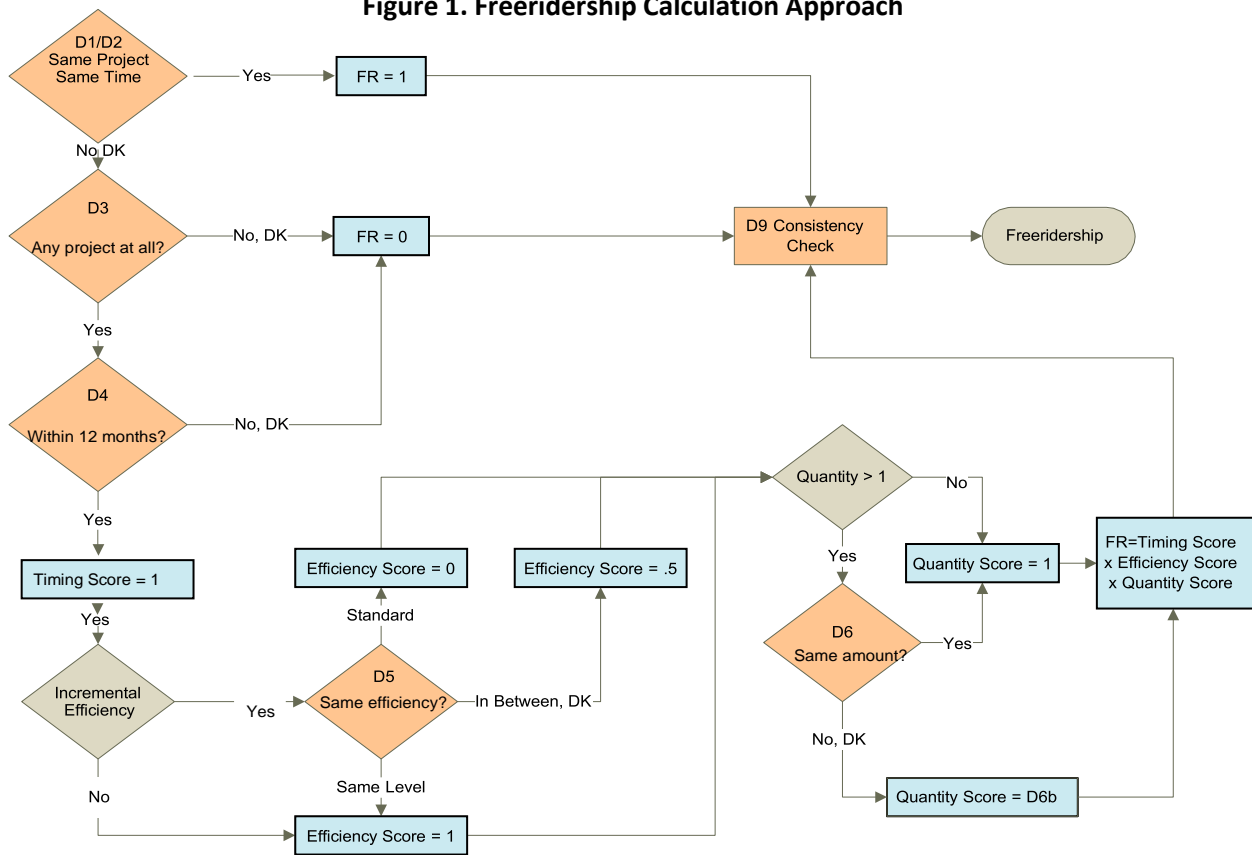 Figure 1. Freeridership Calculation Approach
D1/D2
Same Project
Same Time
Yes
FR = 1
No DK
D3
Any project at all?
No, DK
FR = 0
D9 Consistency
Check
Freeridership
Yes
D4
Within 12 months?
No, DK
Yes
Timing Score = 1
Yes
Incremental
Efficiency
Yes
No
Efficiency Score = 0
Standard
D5
Same efficiency?
In Between, DK
Efficiency Score = .5
Same Level
Efficiency Score = 1
Quantity > 1
No
Yes
Quantity Score = 1
D6
Same amount?
Yes
No, DK
Quantity Score = D6b
FR=Timing Score
x Efficiency Score
x Quantity Score